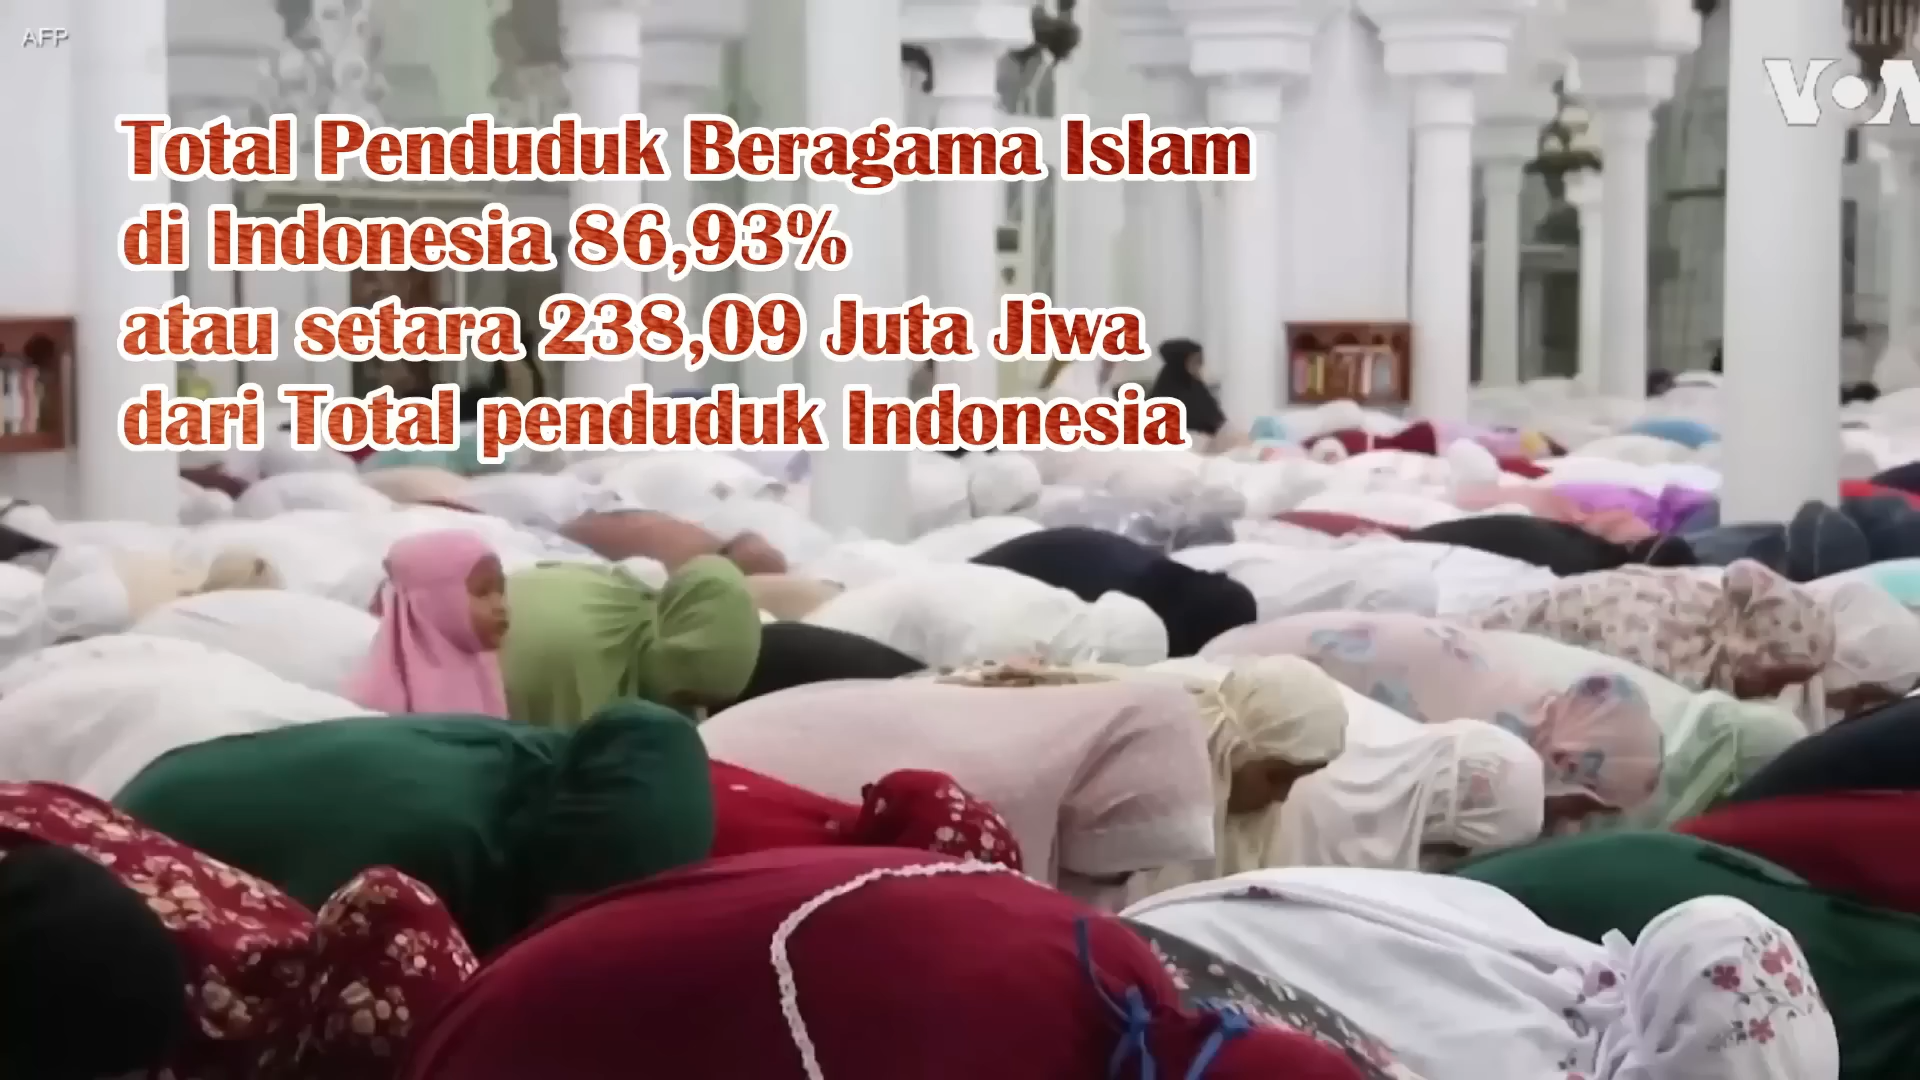 AFP
VOA
Total Penduduk Beragama Islam
di Indonesia 86,93%
atau setara 238,09 Juta Jiwa
dari Total penduduk Indonesia